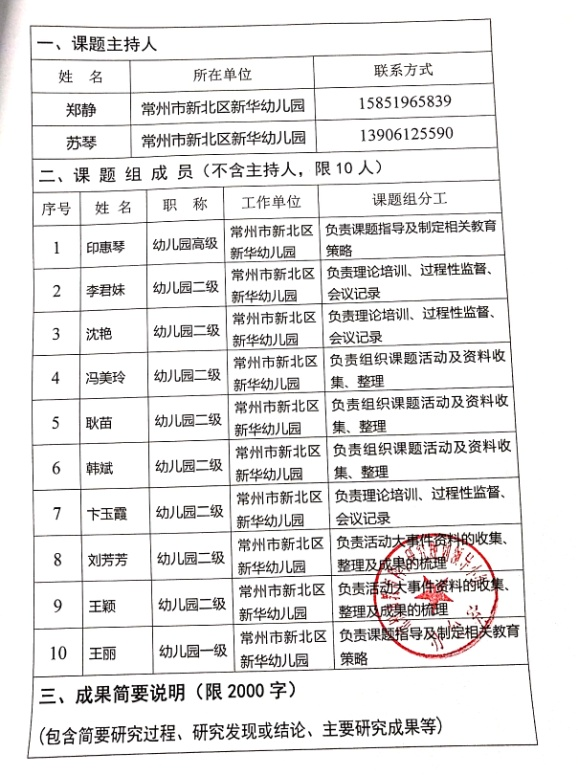 一、课题主持人
姓 名 所在单位 联系方式
郑静 常州市新北区新华幼儿园 15851965839
苏琴 常州市新北区新华幼儿园 13906125590
二、课 题 组 成 员（不含主持人，限10人）
序号 姓 名 职 称 工作单位 课题组分工
1 印惠琴 幼儿园高级 常州市新北区 负责课题指导及制定相关教育
新华幼儿园 策略
2 李君妹 幼儿园二级 常州市新北区 负责理论培训、过程性监督、
新华幼儿园 会议记录
3 沈艳 幼儿园二级 常州市新北区 负责理论培训、过程性监督、
新华幼儿园 会议记录
4 冯美玲 幼儿园二级 常州市新北区 负责组织课题活动及资料收
新华幼儿园 集、整理
5 耿苗 幼儿园二级 常州市新北区 负责组织课题活动及资料收
新华幼儿园 集、整理
6 韩斌 幼儿园二级 常州市新北区 负责组织课题活动及资料收
新华幼儿园 集、整理
7 卞玉霞 幼儿园二级 常州市新北区 负责理论培训、过程性监督、
新华幼儿园 会议记录
8 刘芳芳 幼儿园二级 常州市新北区 负责活动大事件资料的收集、
新华幼儿园 整理及成果的梳理
9 王颖 幼儿园二级 常州市新北区 负责活动大事件资料的收集、
新华幼儿园 整理及成果的梳理
10 王丽 幼儿园一级 常州市新北区 负责课题指导及制定相关教育
新华幼儿园 策略
三、成果简要说明（限2000字）
(包含简要研究过程、研究发现或结论、主要研究成果等)